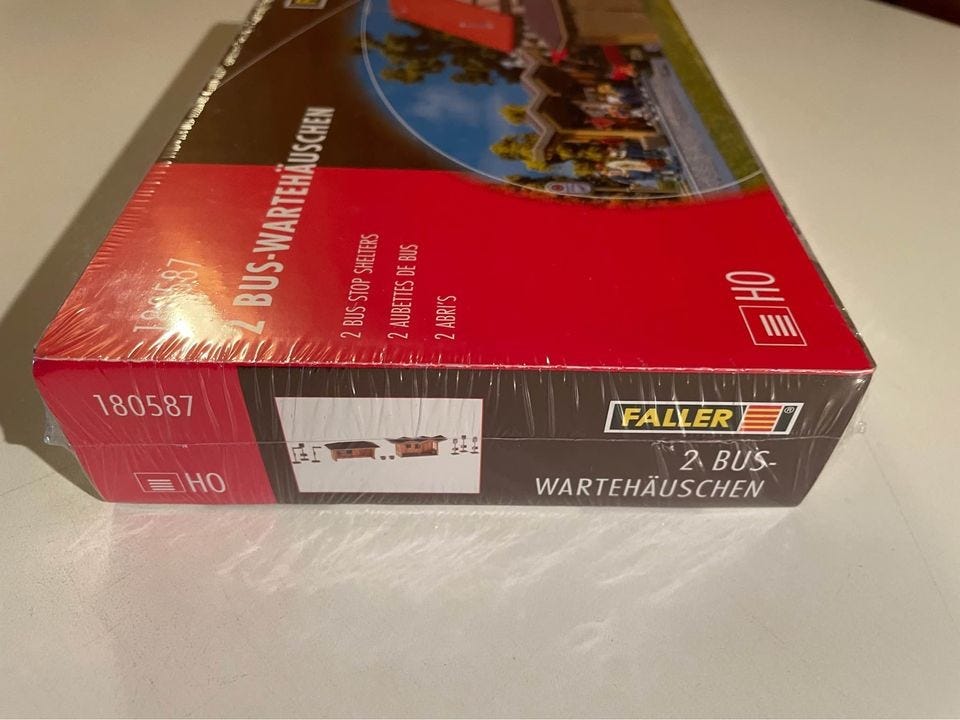 180587
2 BUS-WARTEHÄUSCHEN
2 BUS-STOP SHELTERS
2 AUBETTES DE BUS
2 ABRI'S
HO
180587
HO
FALLER®
2 BUS-
WARTEHÄUSCHEN